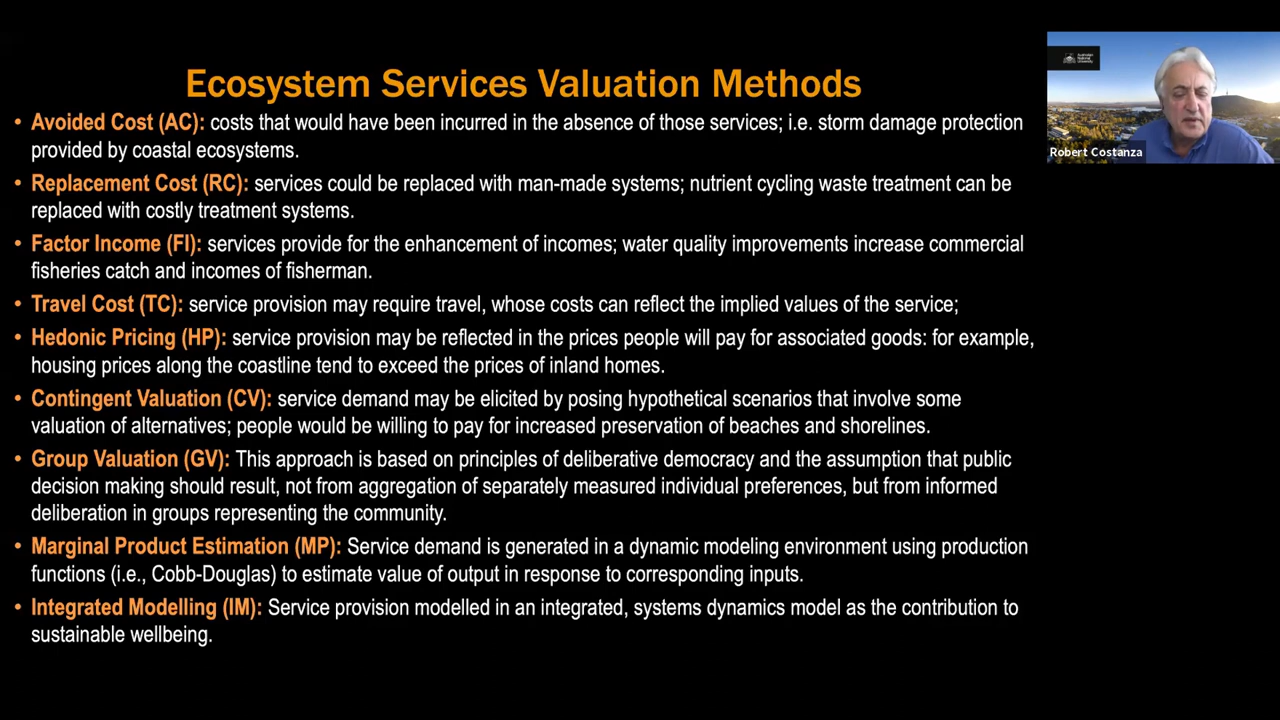 Ecosystem Services Valuation Methods
• Avoided Cost (AC): costs that would have been incurred in the absence of those services; i.e. storm damage protection
provided by coastal ecosystems.
• Replacement Cost (RC): services could be replaced with man-made systems; nutrient cycling waste treatment can be
replaced with costly treatment systems.
• Factor Income (FI): services provide for the enhancement of incomes; water quality improvements increase commercial
fisheries catch and incomes of fisherman.
• Travel Cost (TC): service provision may require travel, whose costs can reflect the implied values of the service;
• Hedonic Pricing (HP): service provision may be reflected in the prices people will pay for associated goods: for example,
housing prices along the coastline tend to exceed the prices of inland homes.
• Contingent Valuation (CV): service demand may be elicited by posing hypothetical scenarios that involve some
valuation of alternatives; people would be willing to pay for increased preservation of beaches and shorelines.
• Group Valuation (GV): This approach is based on principles of deliberative democracy and the assumption that public
decision making should result, not from aggregation of separately measured individual preferences, but from informed
deliberation in groups representing the community.
• Marginal Product Estimation (MP): Service demand is generated in a dynamic modeling environment using production
functions (i.e., Cobb-Douglas) to estimate value of output in response to corresponding inputs.
• Integrated Modelling (IM): Service provision modelled in an integrated, systems dynamics model as the contribution to
sustainable wellbeing.
Australian
National
University
Robert Costanza